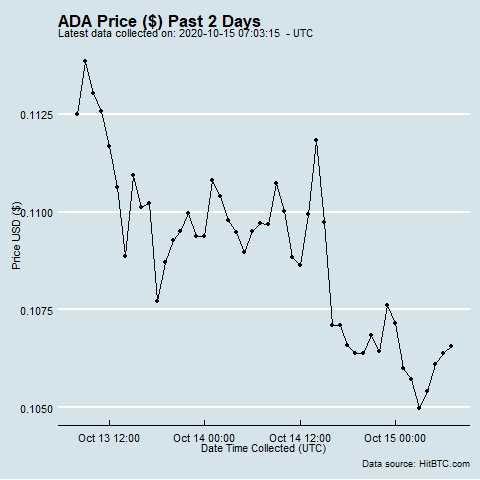 ADA Price ($) Past 2 Days
Latest data collected on: 2020-10-15 07:03:15  - UTC
0.1125
0.1100
0.1075
0.1050
Price USD ($)
Oct 13 12:00 Oct 14 00:00 Oct 14 12:00 Oct 15 00:00
Date Time Collected (UTC)
Data source: HitBTC.com